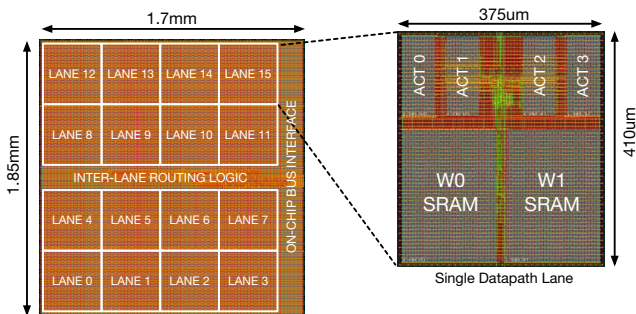 1.7mm
375um
LANE 12 LANE 13 LANE 14 LANE 15
ACT 0 ACT 1 ACT 2 ACT 3
LANE 8 LANE 9 LANE 10 LANE 11
1.85mm
INTER-LANE ROUTING LOGIC
ON-CHIP BUS INTERFACE
410um
W0 SRAM
W1 SRAM
LANE 4 LANE 5 LANE 6 LANE 7
LANE 0 LANE 1 LANE 2 LANE 3
Single Datapath Lane